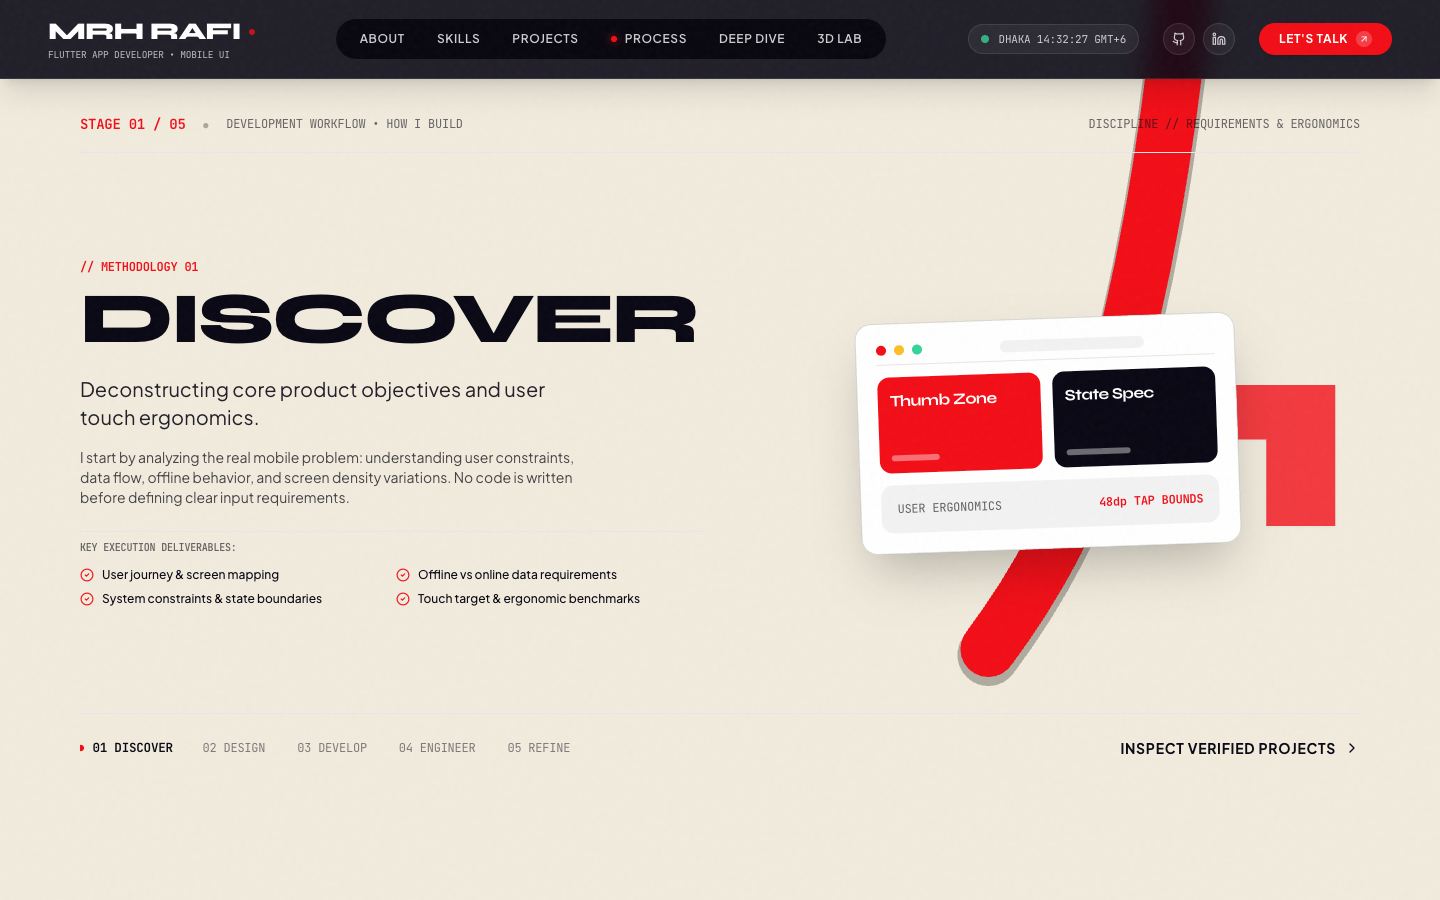 MRH RAFI
FLUTTER APP DEVELOPER • MOBILE UI
ABOUT
SKILLS
PROJECTS
PROCESS
DEEP DIVE
3D LAB
DHAKA 14:32:27 GMT+6
LET'S TALK
STAGE 01 / 05
DEVELOPMENT WORKFLOW • HOW I BUILD
DISCIPLINE // REQUIREMENTS & ERGONOMICS
// METHODOLOGY 01
DISCOVER
Deconstructing core product objectives and user
touch ergonomics.
I start by analyzing the real mobile problem: understanding user constraints,
data flow, offline behavior, and screen density variations. No code is written
before defining clear input requirements.
KEY EXECUTION DELIVERABLES:
User journey & screen mapping
Offline vs online data requirements
System constraints & state boundaries
Touch target & ergonomic benchmarks
Thumb Zone
State Spec
USER ERGONOMICS
48dp TAP BOUNDS
01 DISCOVER
02 DESIGN
03 DEVELOP
04 ENGINEER
05 REFINE
INSPECT VERIFIED PROJECTS